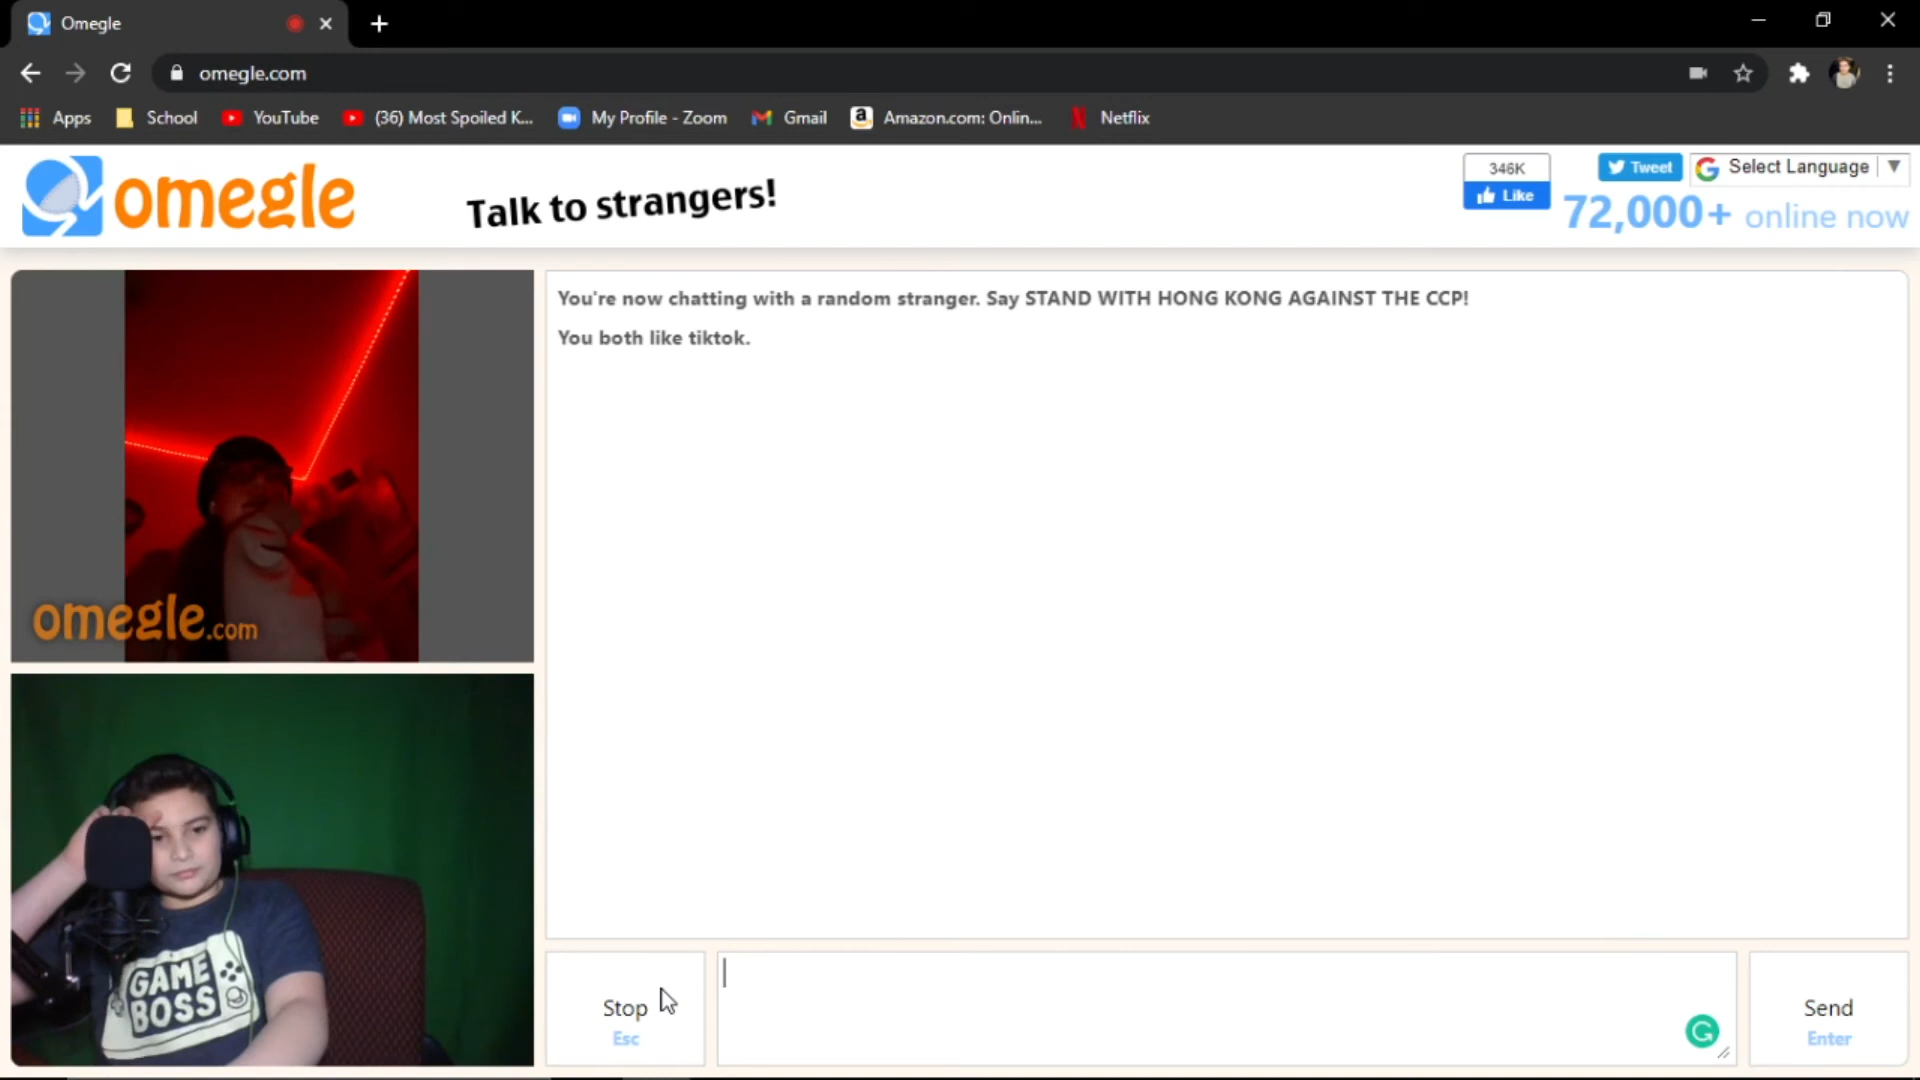 Omegle
omegle.com
Apps
School
YouTube
(36) Most Spoiled K...
My Profile - Zoom
Gmail
Amazon.com: Onlin...
Netflix
omegle
Talk to strangers!
346K
Like
Tweet
Select Language
72,000+ online now
You're now chatting with a random stranger. Say STAND WITH HONG KONG AGAINST THE CCP!
You both like tiktok.
omegle.com
GAME
BOSS
Stop
Esc
Send
Enter